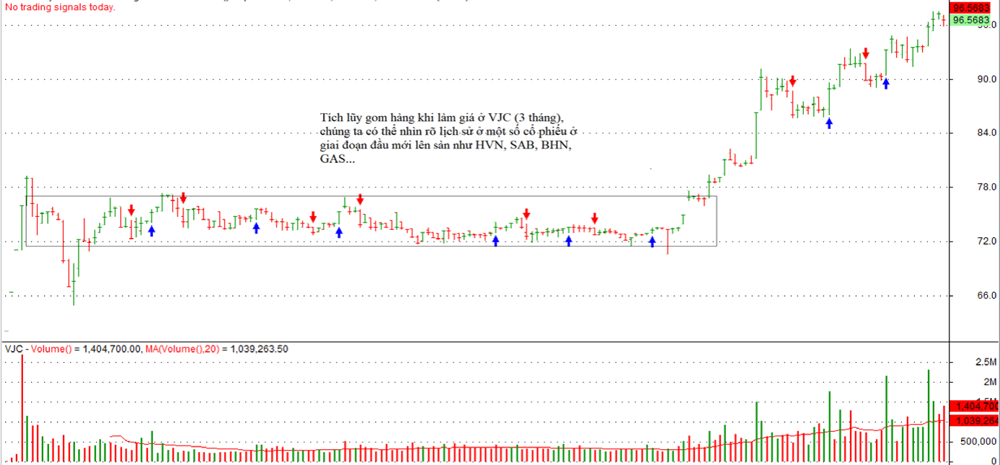 No trading signals today.
96.5683
96.5683
90.0
Tích lũy gom hàng khi làm giá ở VJC (3 tháng),
chúng ta có thể nhìn rõ lịch sử ở một số cổ phiếu ở
84.0
giai đoạn đầu mới lên sàn như HVN, SAB, BHN,
GAS...
78.0
72.0
66.0
VJC - Volume() = 1,404,700.00, MA(Volume(),20) = 1,039,263.50
2.5M
2M
1,404,700
1,039,264
500,000
0